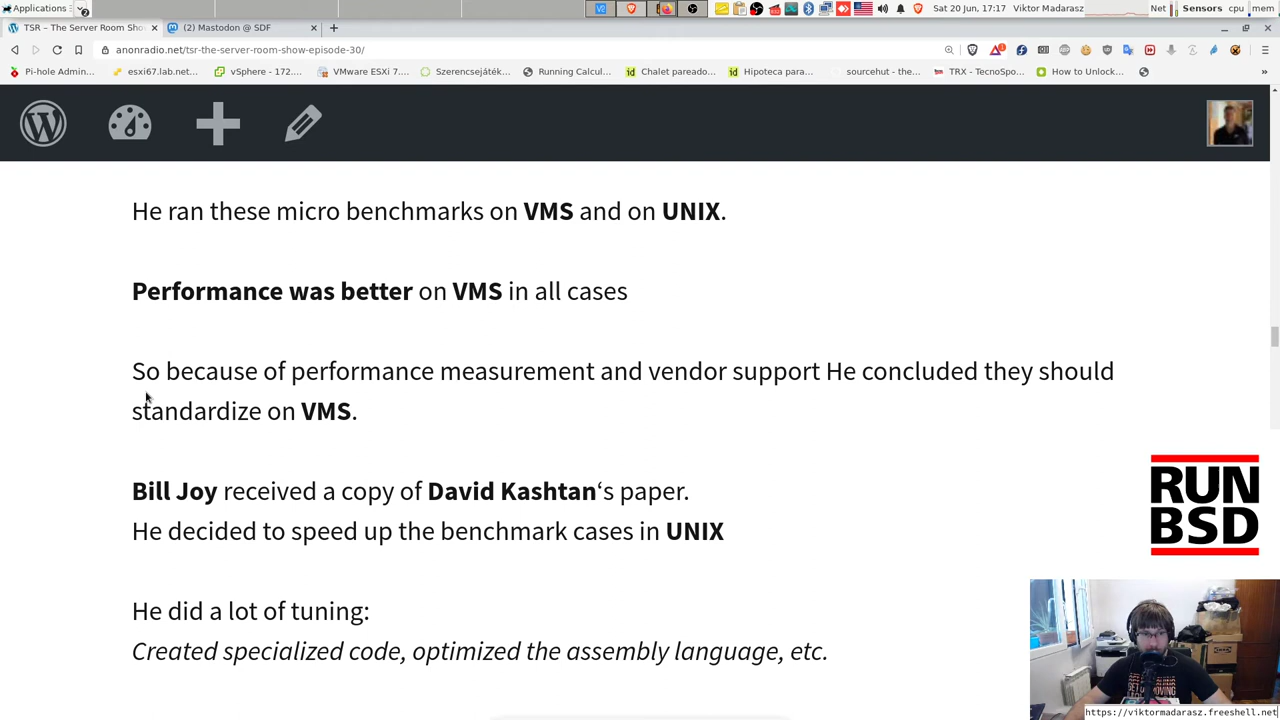 Applications
Sat 20 Jun, 17:17 Viktor Madarasz Net Sensors cpu mem
TSR – The Server Room Sho × (2) Mastodon @ SDF × +
anonradio.net/tsr-the-server-room-show-episode-30/
Pi-hole Admin... esxi67.lab.net... vSphere - 172.... VMware ESXi 7.... Szerencsejáték... Running Calcul... Chalet paread... Hipoteca para... sourcehut - the... TRX - TecnoSpo... How to Unlock... »
He ran these micro benchmarks on VMS and on UNIX.
Performance was better on VMS in all cases
So because of performance measurement and vendor support He concluded they should
standardize on VMS.
Bill Joy received a copy of David Kashtan‘s paper.
He decided to speed up the benchmark cases in UNIX
He did a lot of tuning:
Created specialized code, optimized the assembly language, etc.
RUN
BSD
IKEA
https://viktormadarasz.freeshell.net